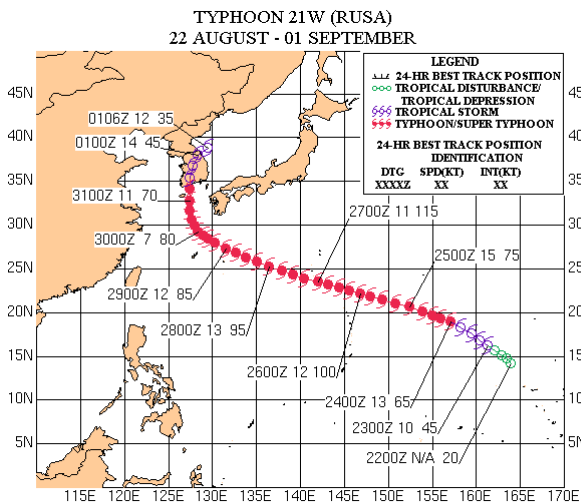 TYPHOON 21W (RUSA)
22 AUGUST - 01 SEPTEMBER
LEGEND
24-HR BEST TRACK POSITION
TROPICAL DISTURBANCE/
TROPICAL DEPRESSION
TROPICAL STORM
TYPHOON/SUPER TYPHOON
24-HR BEST TRACK POSITION
IDENTIFICATION
DTG SPD(KT) INT(KT)
XXXXZ XX XX
45N
45N
0106Z 12 35
40N
40N
0100Z 14 45
35N
35N
3100Z 11 70
2700Z 11 115
30N
30N
3000Z 7 80
2500Z 15 75
25N
25N
2900Z 12 85
2800Z 13 95
20N
20N
15N
15N
2600Z 12 100
2400Z 13 65
10N
10N
2300Z 10 45
2200Z N/A 20
5N
5N
115E 120E 125E 130E 135E 140E 145E 150E 155E 160E 165E 170E